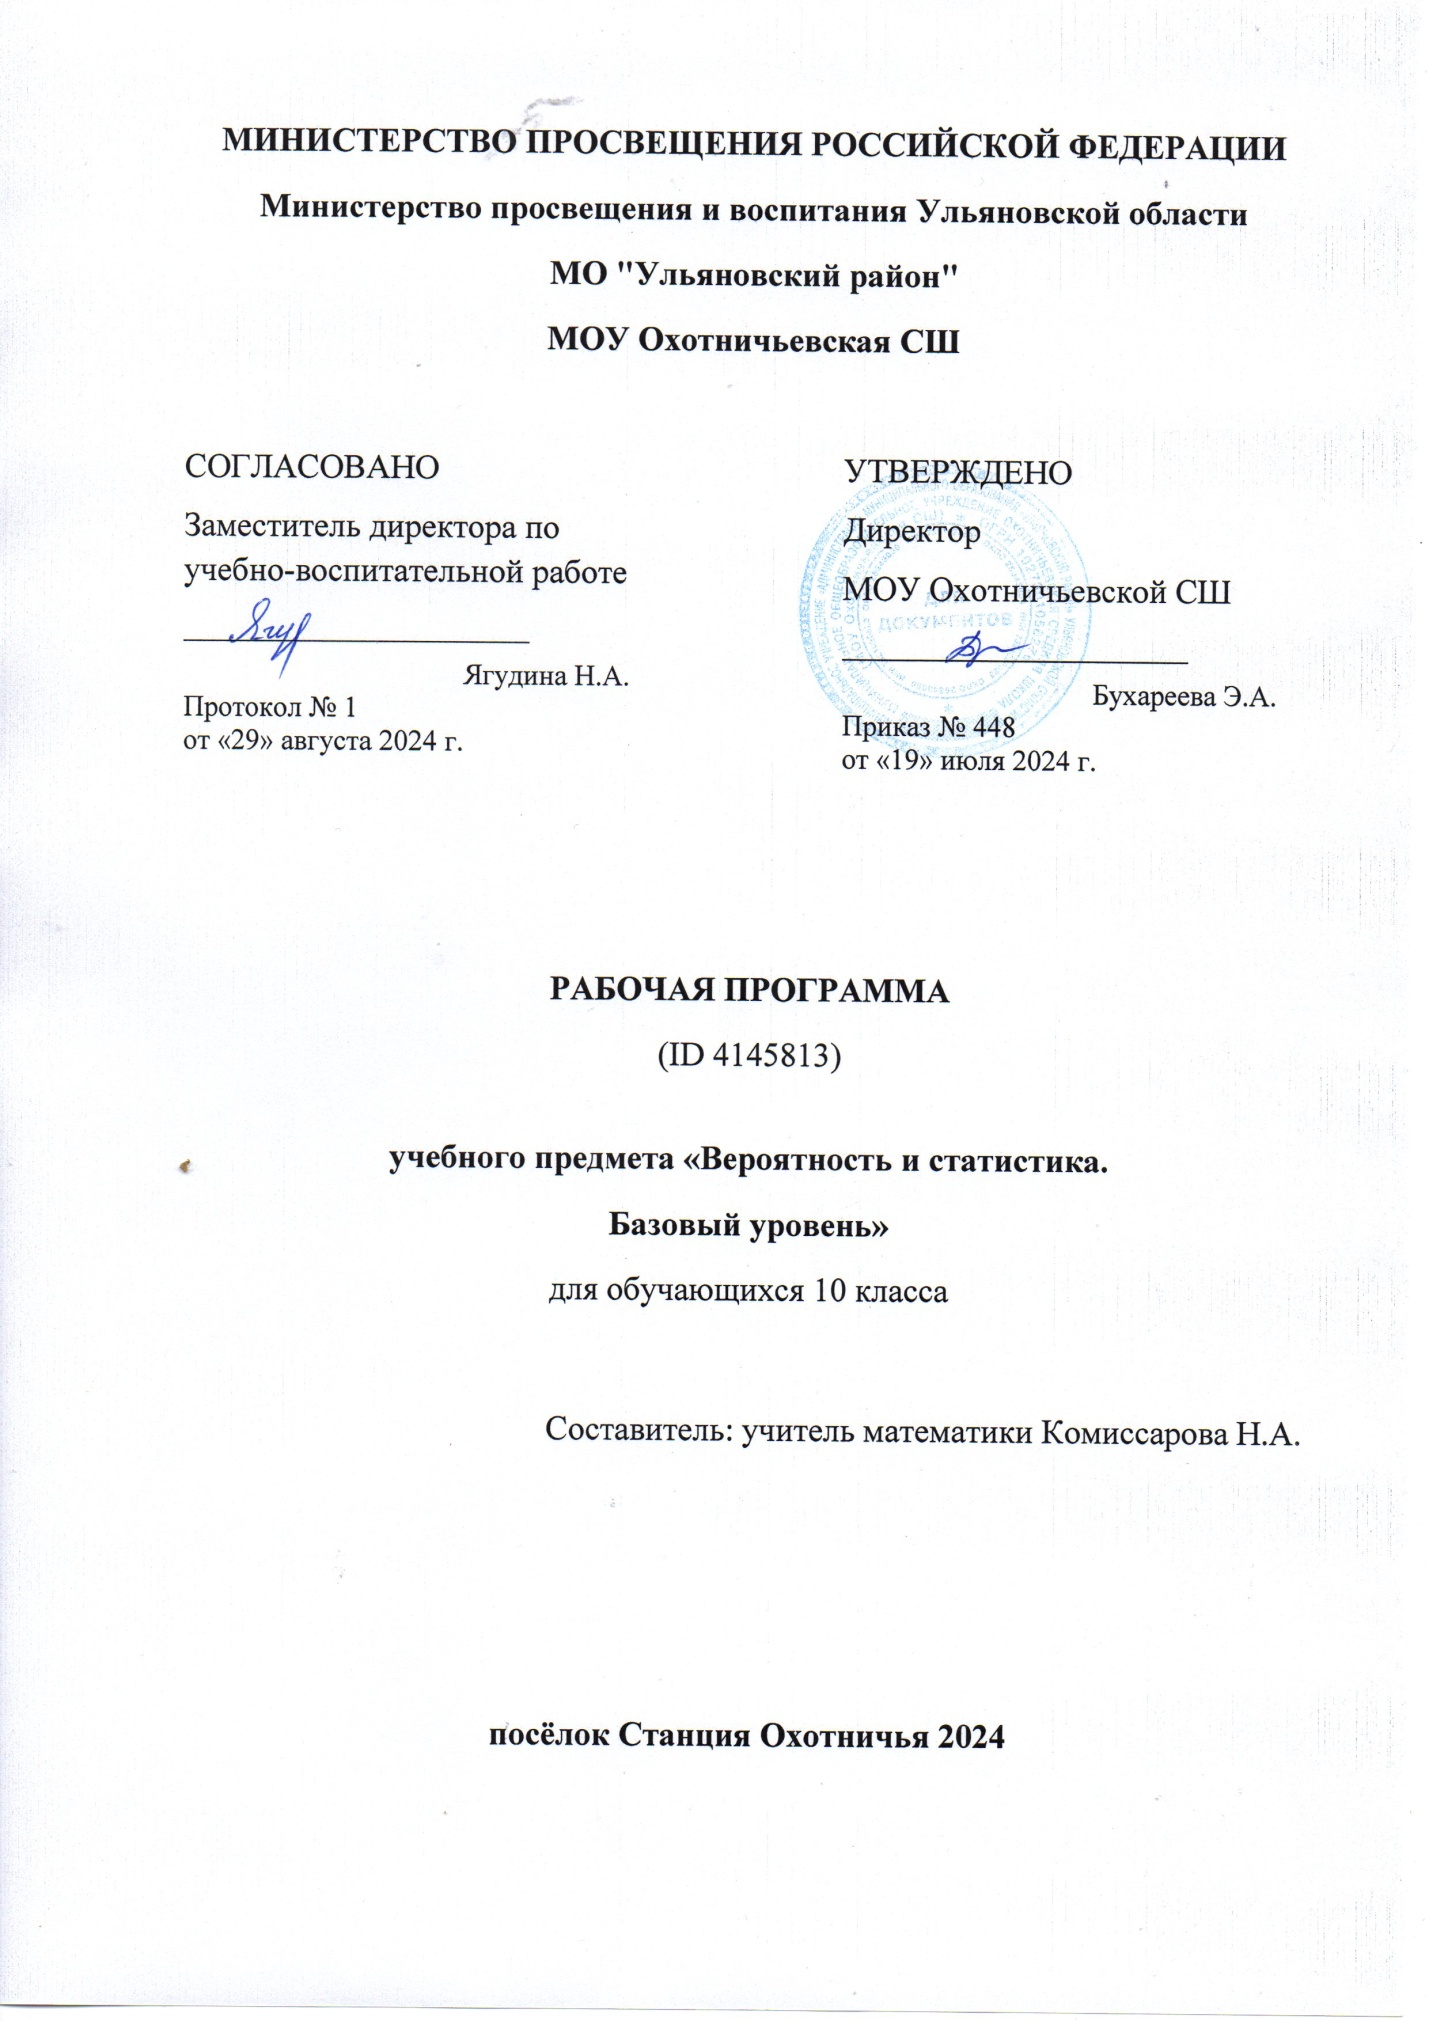 МИНИСТЕРСТВО ПРОСВЕЩЕНИЯ РОССИЙСКОЙ ФЕДЕРАЦИИ
Министерство просвещения и воспитания Ульяновской области
МО "Ульяновский район"
МОУ Охотничьевская СШ
СОГЛАСОВАНО
Заместитель директора по
учебно-воспитательной работе
Ягудина Н.А.
Протокол № 1
от «29» августа 2024 г.
УТВЕРЖДЕНО
Директор
МОУ Охотничьевской СШ
Бухареева Э.А.
Приказ № 448
от «19» июля 2024 г.
ДЛЯ
ДОКУМЕНТОВ
РАБОЧАЯ ПРОГРАММА
(ID 4145813)
учебного предмета «Вероятность и статистика.
Базовый уровень»
для обучающихся 10 класса
Составитель: учитель математики Комиссарова Н.А.
посёлок Станция Охотничья 2024